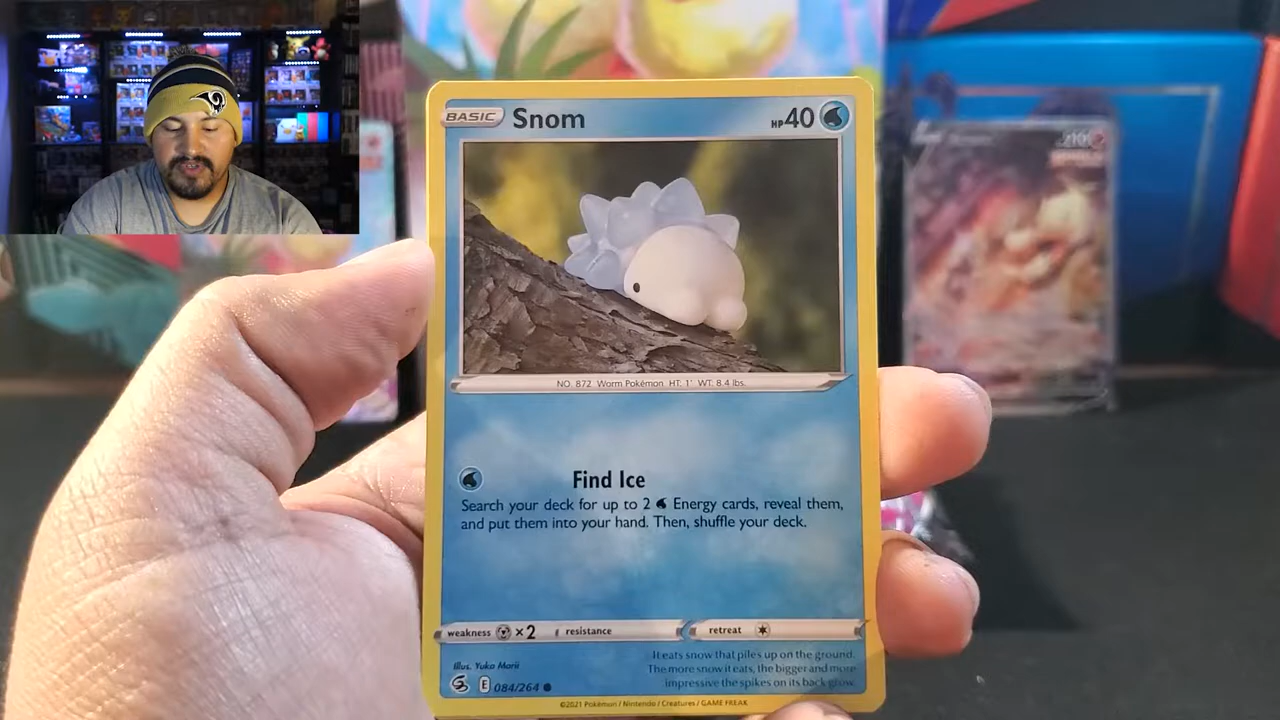 BASIC Snom HP40
NO. 872 Worm Pokémon. HT: 1' WT: 8.4 lbs.
Find Ice
Search your deck for up to 2 Energy cards, reveal them,
and put them into your hand. Then, shuffle your deck.
weakness ×2 resistance retreat
Illus. Yuka Morii
It eats snow that piles up on the ground.
The more snow it eats, the bigger and more
impressive the spikes on its back grow.
E 084/264
©2021 Pokémon / Nintendo / Creatures / GAME FREAK